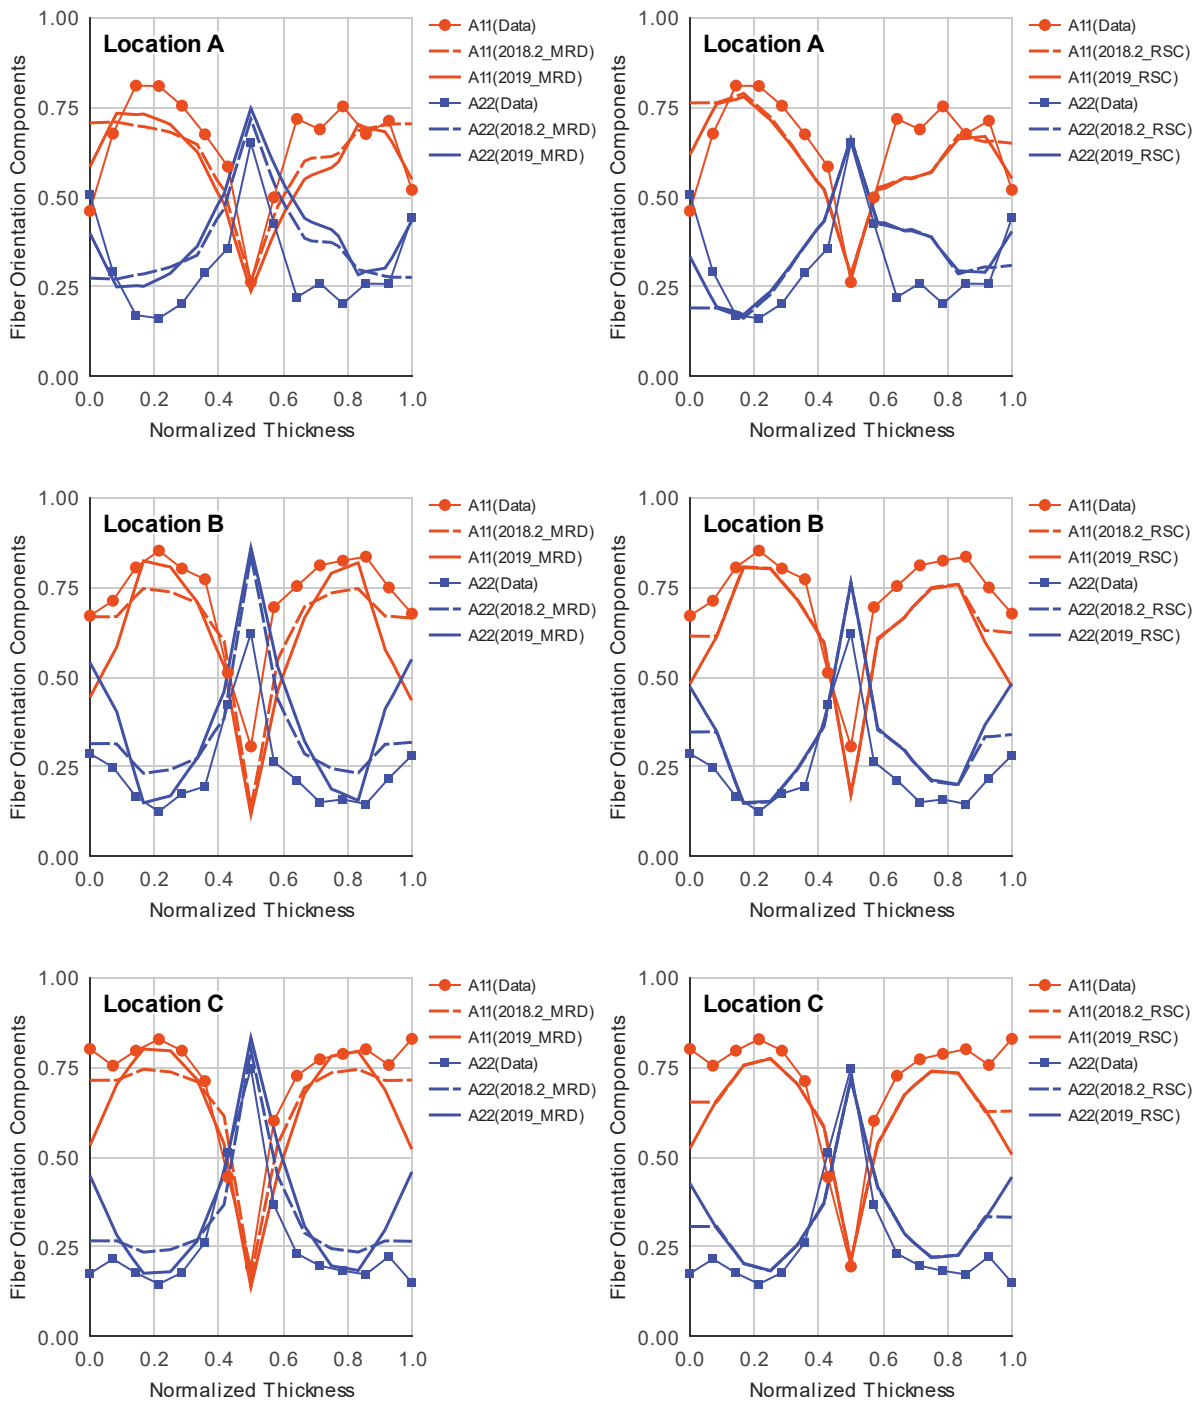 Location A
Fiber Orientation Components
1.00
0.75
0.50
0.25
0.00
0.0 0.2 0.4 0.6 0.8 1.0
Normalized Thickness
A11(Data)
A11(2018.2_MRD)
A11(2019_MRD)
A22(Data)
A22(2018.2_MRD)
A22(2019_MRD)
Location A
Fiber Orientation Components
1.00
0.75
0.50
0.25
0.00
0.0 0.2 0.4 0.6 0.8 1.0
Normalized Thickness
A11(Data)
A11(2018.2_RSC)
A11(2019_RSC)
A22(Data)
A22(2018.2_RSC)
A22(2019_RSC)
Location B
Fiber Orientation Components
1.00
0.75
0.50
0.25
0.00
0.0 0.2 0.4 0.6 0.8 1.0
Normalized Thickness
A11(Data)
A11(2018.2_MRD)
A11(2019_MRD)
A22(Data)
A22(2018.2_MRD)
A22(2019_MRD)
Location B
Fiber Orientation Components
1.00
0.75
0.50
0.25
0.00
0.0 0.2 0.4 0.6 0.8 1.0
Normalized Thickness
A11(Data)
A11(2018.2_RSC)
A11(2019_RSC)
A22(Data)
A22(2018.2_RSC)
A22(2019_RSC)
Location C
Fiber Orientation Components
1.00
0.75
0.50
0.25
0.00
0.0 0.2 0.4 0.6 0.8 1.0
Normalized Thickness
A11(Data)
A11(2018.2_MRD)
A11(2019_MRD)
A22(Data)
A22(2018.2_MRD)
A22(2019_MRD)
Location C
Fiber Orientation Components
1.00
0.75
0.50
0.25
0.00
0.0 0.2 0.4 0.6 0.8 1.0
Normalized Thickness
A11(Data)
A11(2018.2_RSC)
A11(2019_RSC)
A22(Data)
A22(2018.2_RSC)
A22(2019_RSC)